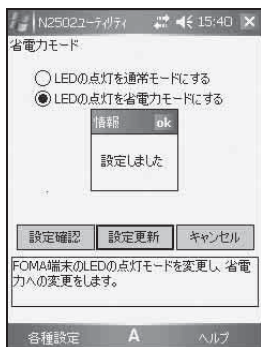 N2502ユーティリティ 15:40
省電力モード
LEDの点灯を通常モードにする
LEDの点灯を省電力モードにする
情報 ok
設定しました
設定確認 設定更新 キャンセル
FOMA端末のLEDの点灯モードを変更し、省電
力への変更をします。
各種設定 A ヘルプ